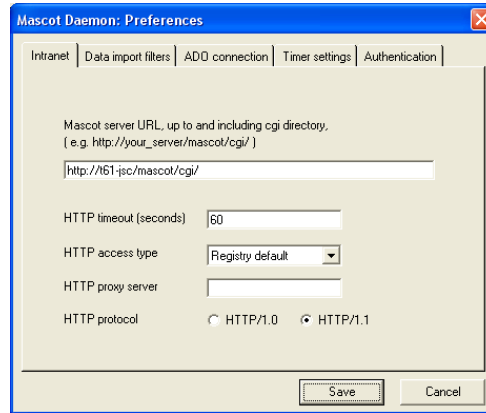 Mascot Daemon: Preferences
Intranet Data import filters ADO connection Timer settings Authentication
Mascot server URL, up to and including cgi directory,
( e.g. http://your_server/mascot/cgi/ )
http://t61-jsc/mascot/cgi/
HTTP timeout (seconds) 60
HTTP access type Registry default
HTTP proxy server
HTTP protocol HTTP/1.0 HTTP/1.1
Save Cancel